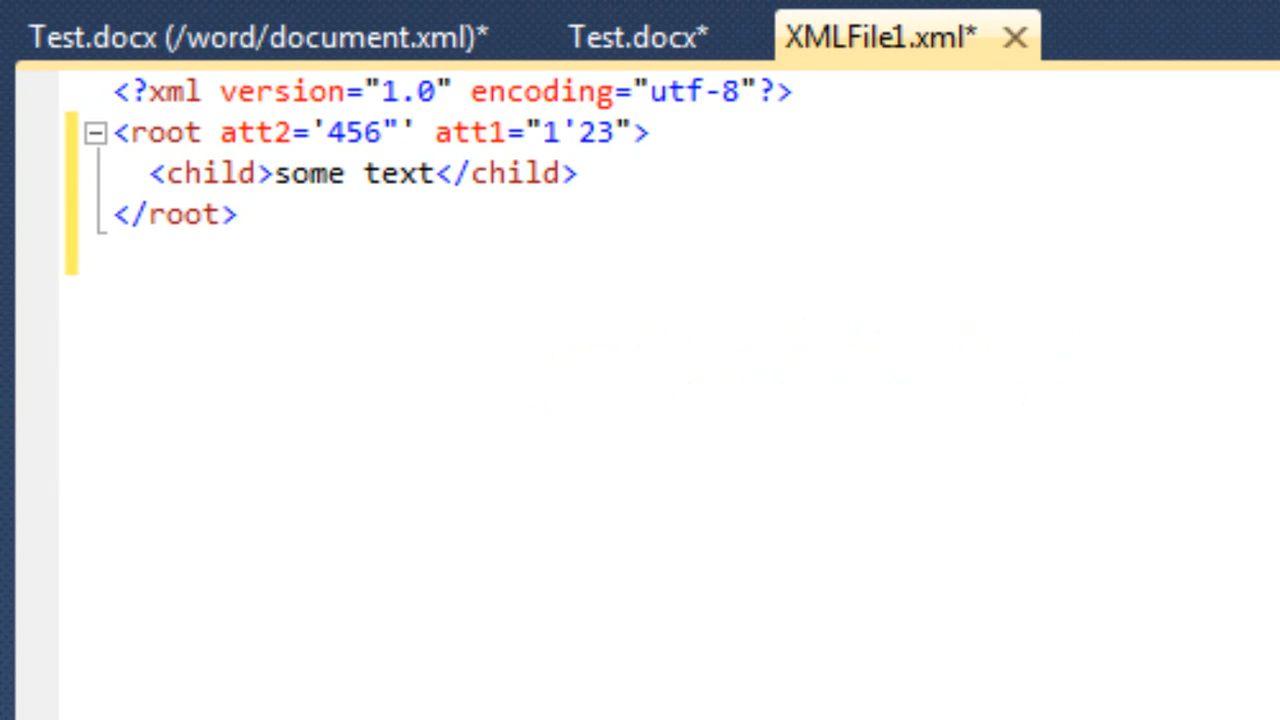 Test.docx (/word/document.xml)* Test.docx* XMLFile1.xml*
<?xml version="1.0" encoding="utf-8"?>
<root att2='456"' att1="1'23">
<child>some text</child>
</root>